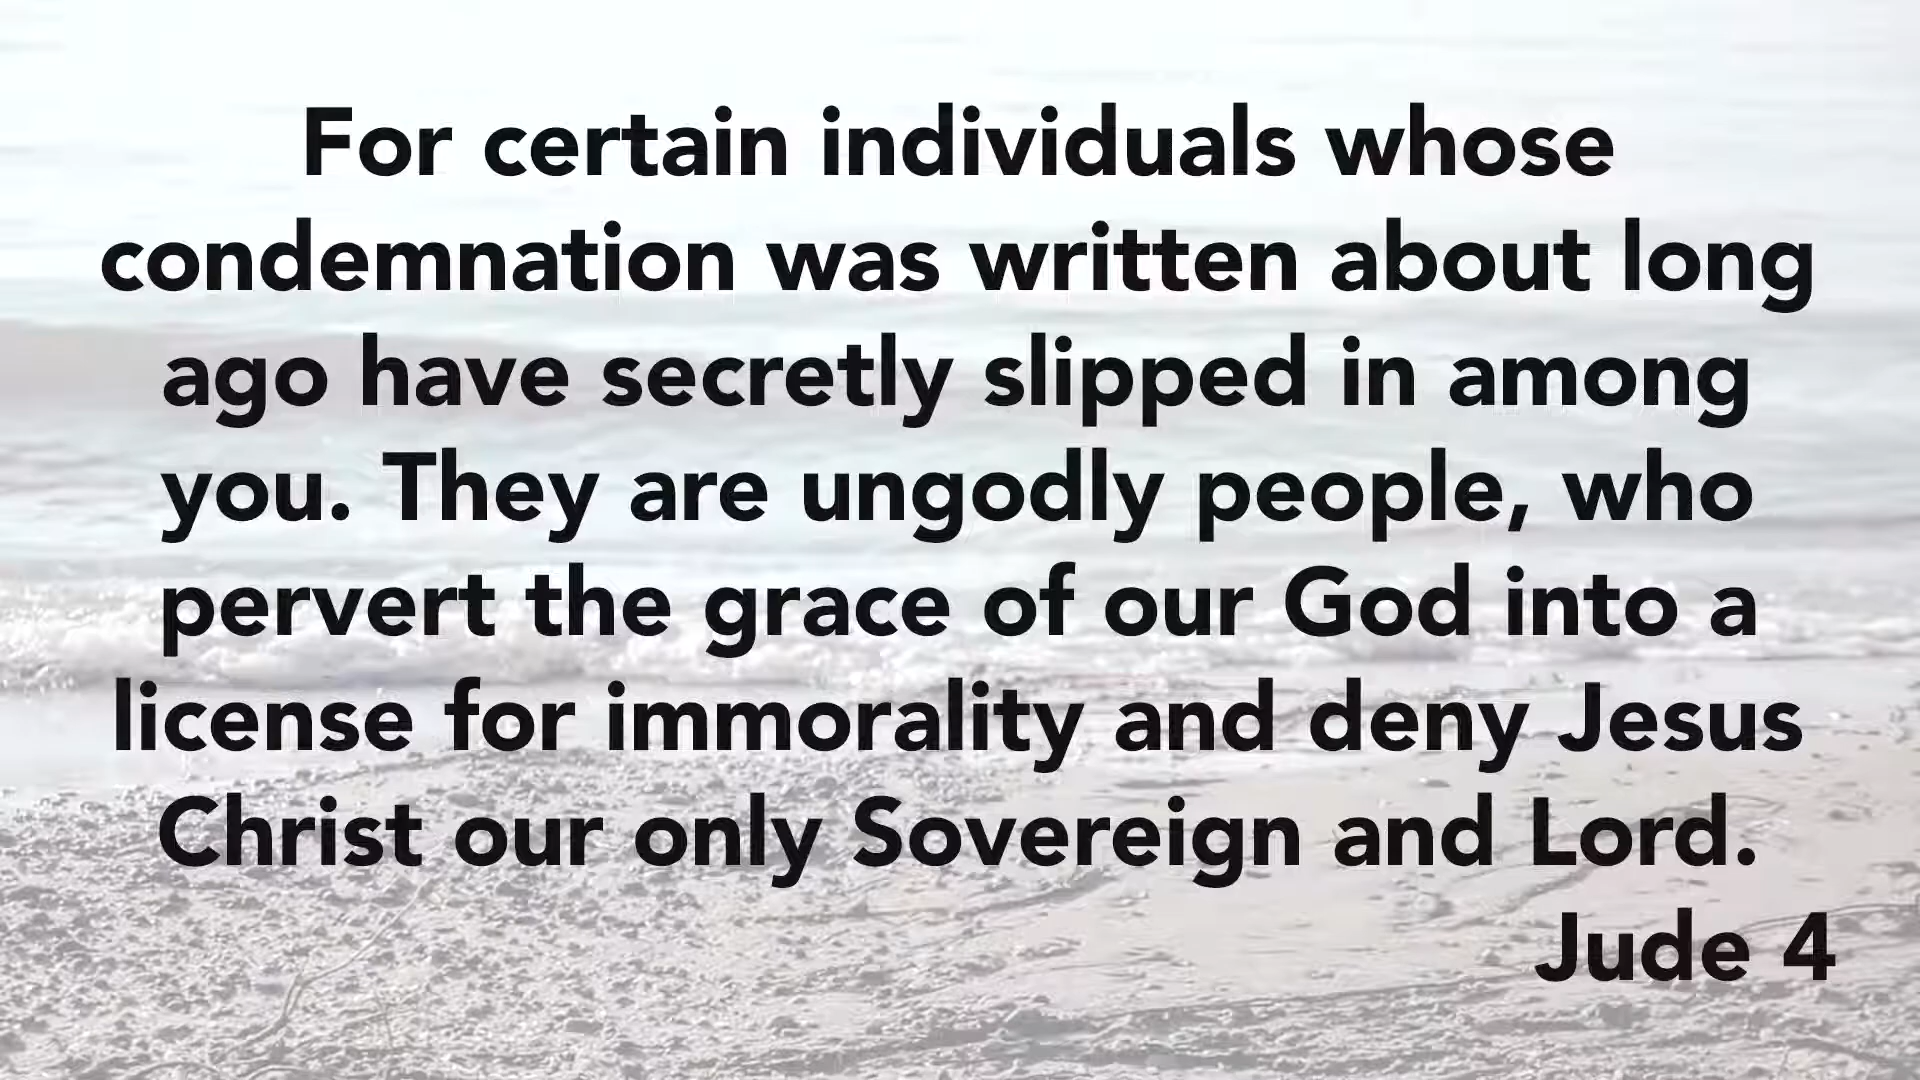 For certain individuals whose
condemnation was written about long
ago have secretly slipped in among
you. They are ungodly people, who
pervert the grace of our God into a
license for immorality and deny Jesus
Christ our only Sovereign and Lord.
Jude 4